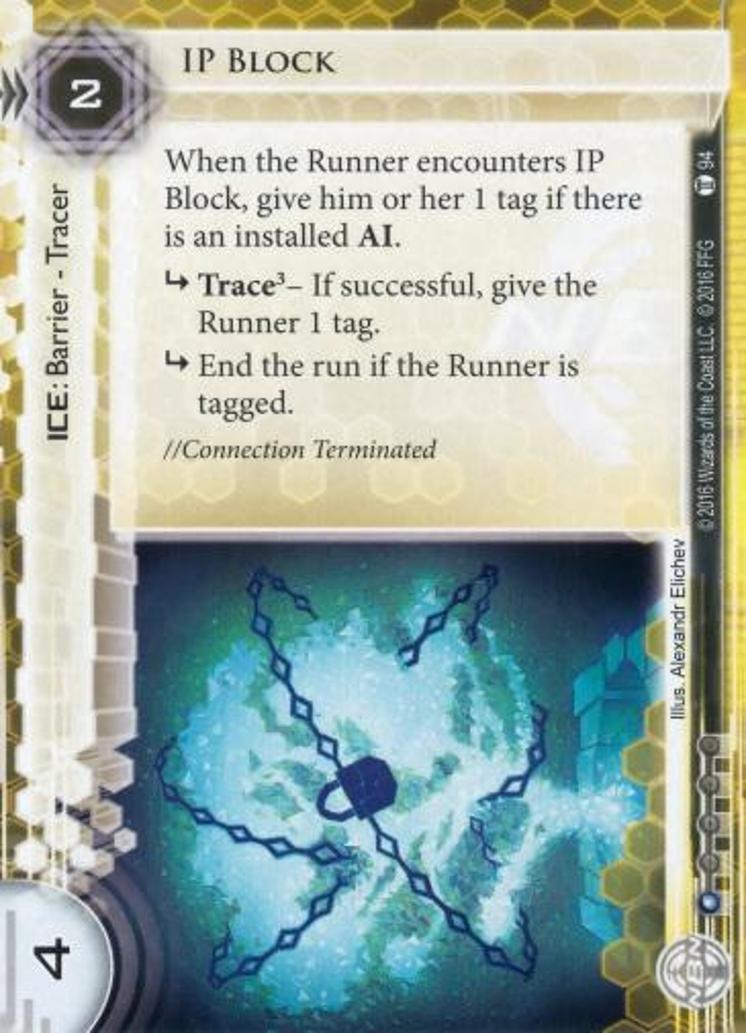 IP Block
2
When the Runner encounters IP
Block, give him or her 1 tag if there
is an installed AI.
↳ Trace³– If successful, give the
Runner 1 tag.
↳ End the run if the Runner is
tagged.
//Connection Terminated
ICE: Barrier - Tracer
4
Illus. Alexandr Elichev
© 2016 Wizards of the Coast LLC. © 2016 FFG
94